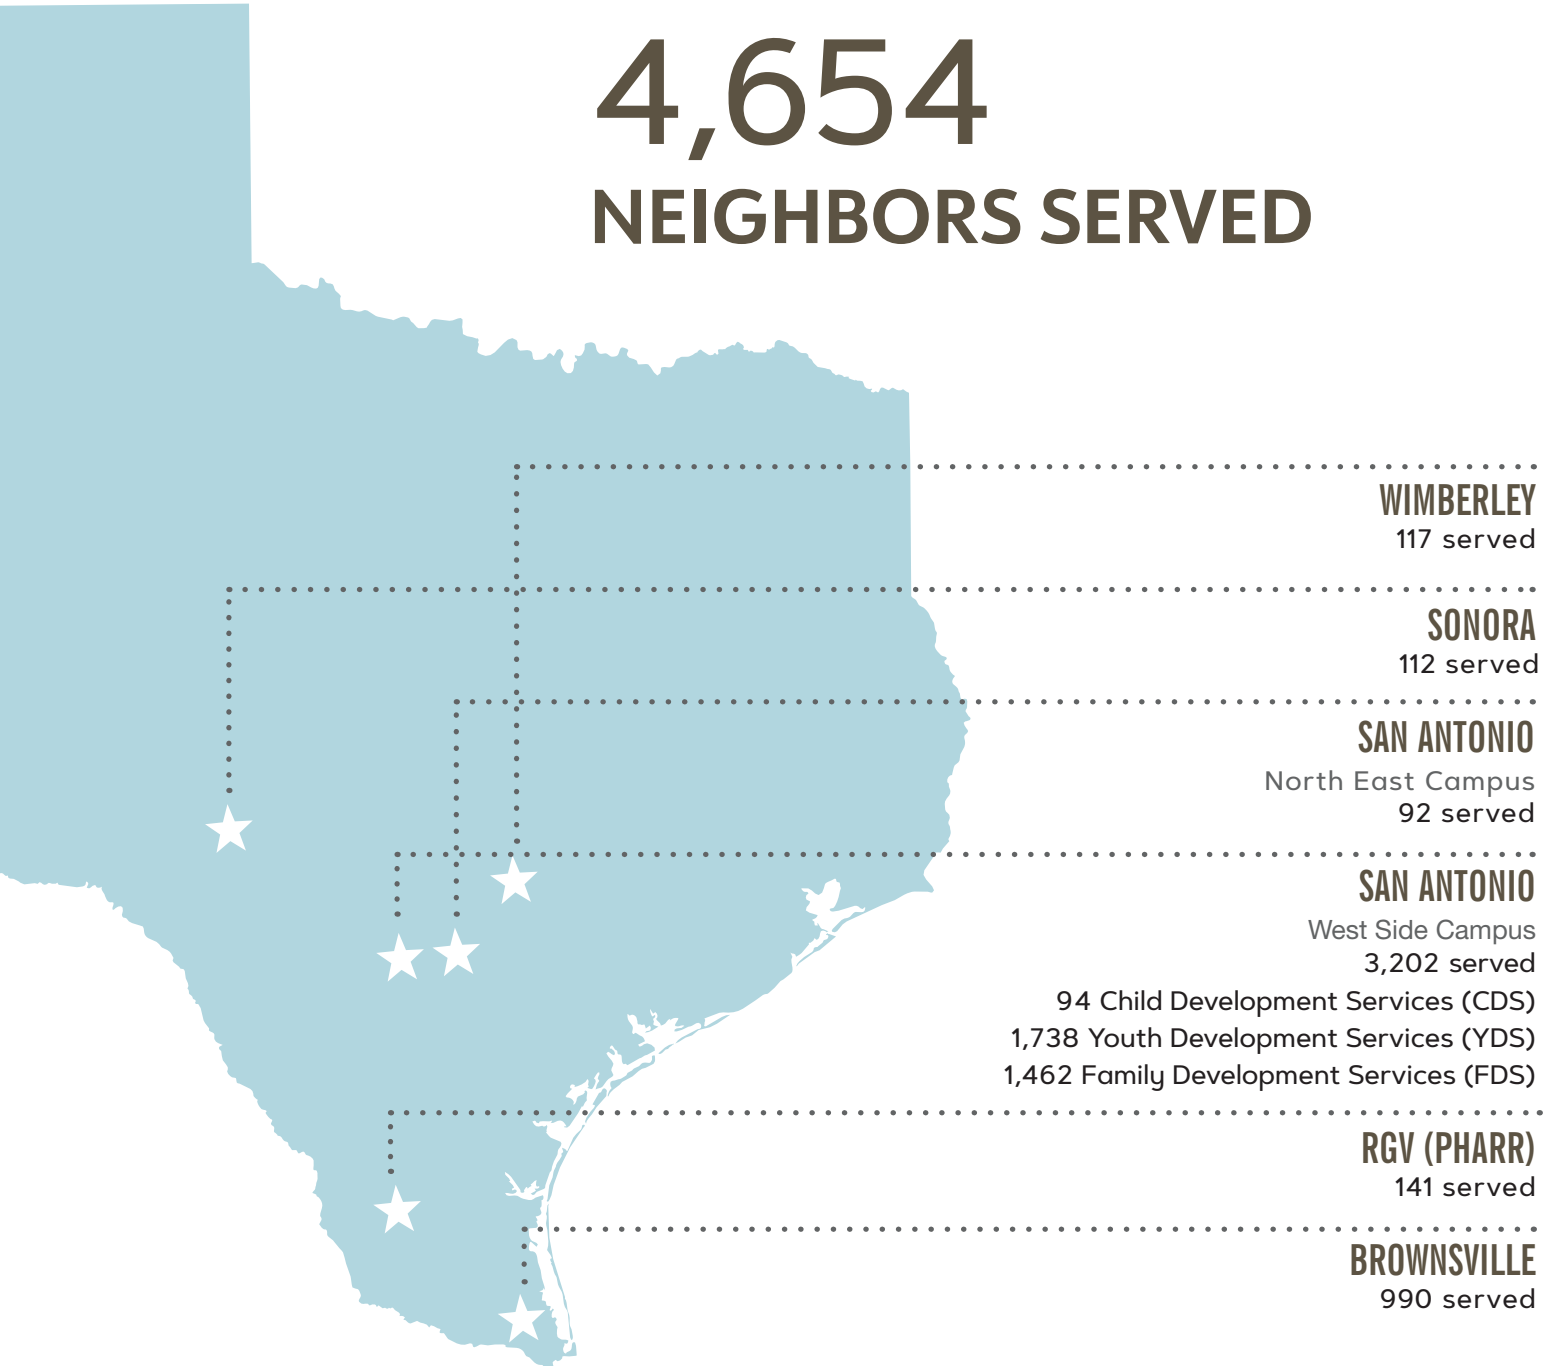 4,654
NEIGHBORS SERVED
WIMBERLEY
117 served
SONORA
112 served
SAN ANTONIO
North East Campus
92 served
SAN ANTONIO
West Side Campus
3,202 served
94 Child Development Services (CDS)
1,738 Youth Development Services (YDS)
1,462 Family Development Services (FDS)
RGV (PHARR)
141 served
BROWNSVILLE
990 served